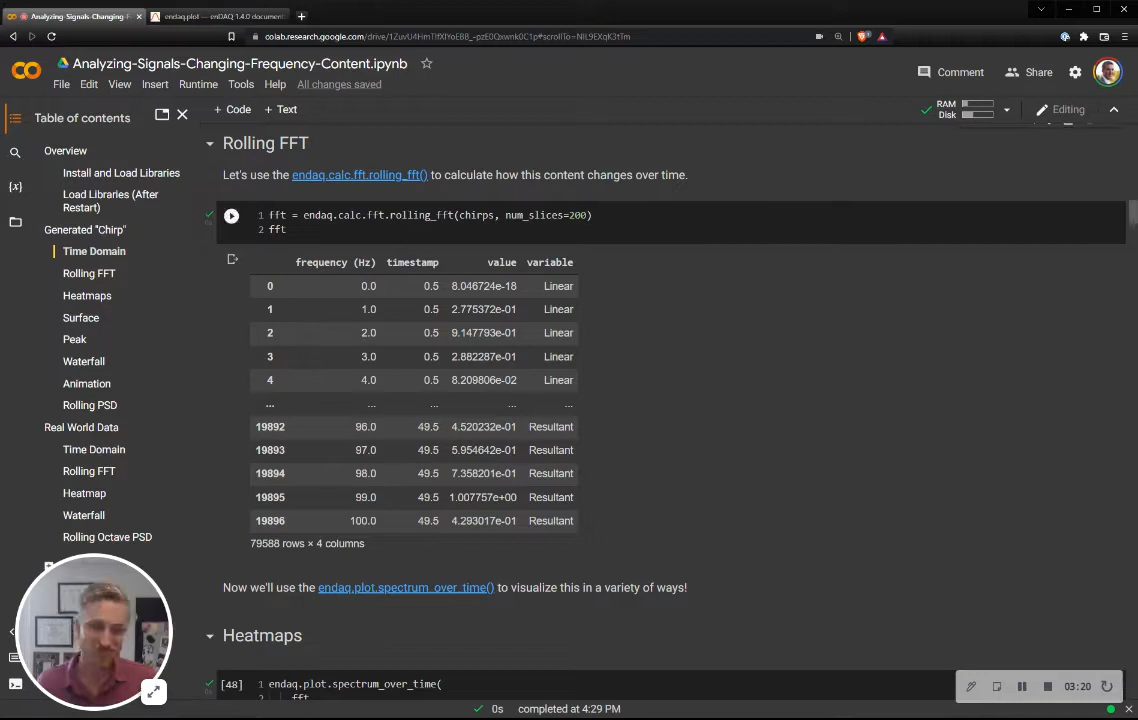 Analyzing-Signals-Changing-F
endaq.plot — enDAQ 1.4.0 document
colab.research.google.com/drive/1ZuvU4HmTlfXlYoEB8_-pzE0Qxwnk0C1p#scrollTo=NIL9EXqK3tTm
Analyzing-Signals-Changing-Frequency-Content.ipynb
File Edit View Insert Runtime Tools Help All changes saved
Comment
Share
+ Code + Text
RAM
Disk
Editing
Table of contents
Overview
Install and Load Libraries
Load Libraries (After
Restart)
Generated "Chirp"
Time Domain
Rolling FFT
Heatmaps
Surface
Peak
Waterfall
Animation
Rolling PSD
Real World Data
Time Domain
Rolling FFT
Heatmap
Waterfall
Rolling Octave PSD
Rolling FFT
Let's use the endaq.calc.fft.rolling_fft() to calculate how this content changes over time.
1 fft = endaq.calc.fft.rolling_fft(chirps, num_slices=200)
2 fft
frequency (Hz) timestamp value variable
0 0.0 0.5 8.046724e-18 Linear
1 1.0 0.5 2.775372e-01 Linear
2 2.0 0.5 9.147793e-01 Linear
3 3.0 0.5 2.882287e-01 Linear
4 4.0 0.5 8.209806e-02 Linear
... ... ... ... ...
19892 96.0 49.5 4.520232e-01 Resultant
19893 97.0 49.5 5.954642e-01 Resultant
19894 98.0 49.5 7.358201e-01 Resultant
19895 99.0 49.5 1.007757e+00 Resultant
19896 100.0 49.5 4.293017e-01 Resultant
79588 rows × 4 columns
Now we'll use the endaq.plot.spectrum_over_time() to visualize this in a variety of ways!
Heatmaps
[48] 1 endaq.plot.spectrum_over_time(
2 fft
03:20
0s completed at 4:29 PM